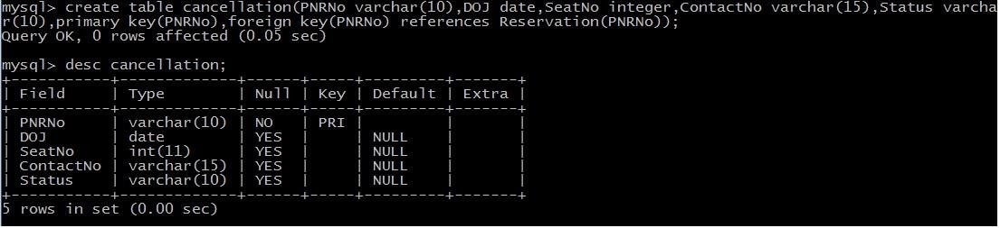 mysql> create table cancellation(PNRNo varchar(10),DOJ date,SeatNo integer,ContactNo varchar(15),Status varcha
r(10),primary key(PNRNo),foreign key(PNRNo) references Reservation(PNRNo));
Query OK, 0 rows affected (0.05 sec)

mysql> desc cancellation;
+-----------+-------------+------+-----+---------+-------+
| Field     | Type        | Null | Key | Default | Extra |
+-----------+-------------+------+-----+---------+-------+
| PNRNo     | varchar(10) | NO   | PRI |         |       |
| DOJ       | date        | YES  |     | NULL    |       |
| SeatNo    | int(11)     | YES  |     | NULL    |       |
| ContactNo | varchar(15) | YES  |     | NULL    |       |
| Status    | varchar(10) | YES  |     | NULL    |       |
+-----------+-------------+------+-----+---------+-------+
5 rows in set (0.00 sec)